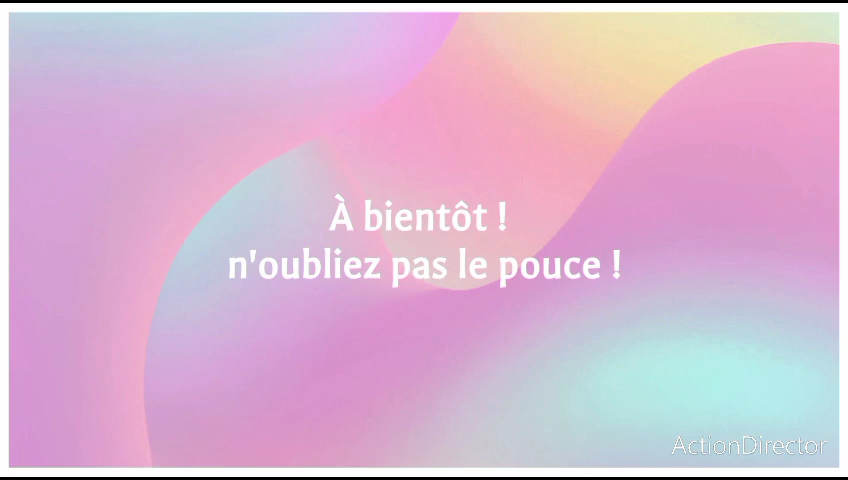 À bientôt !
n'oubliez pas le pouce !
ActionDirector